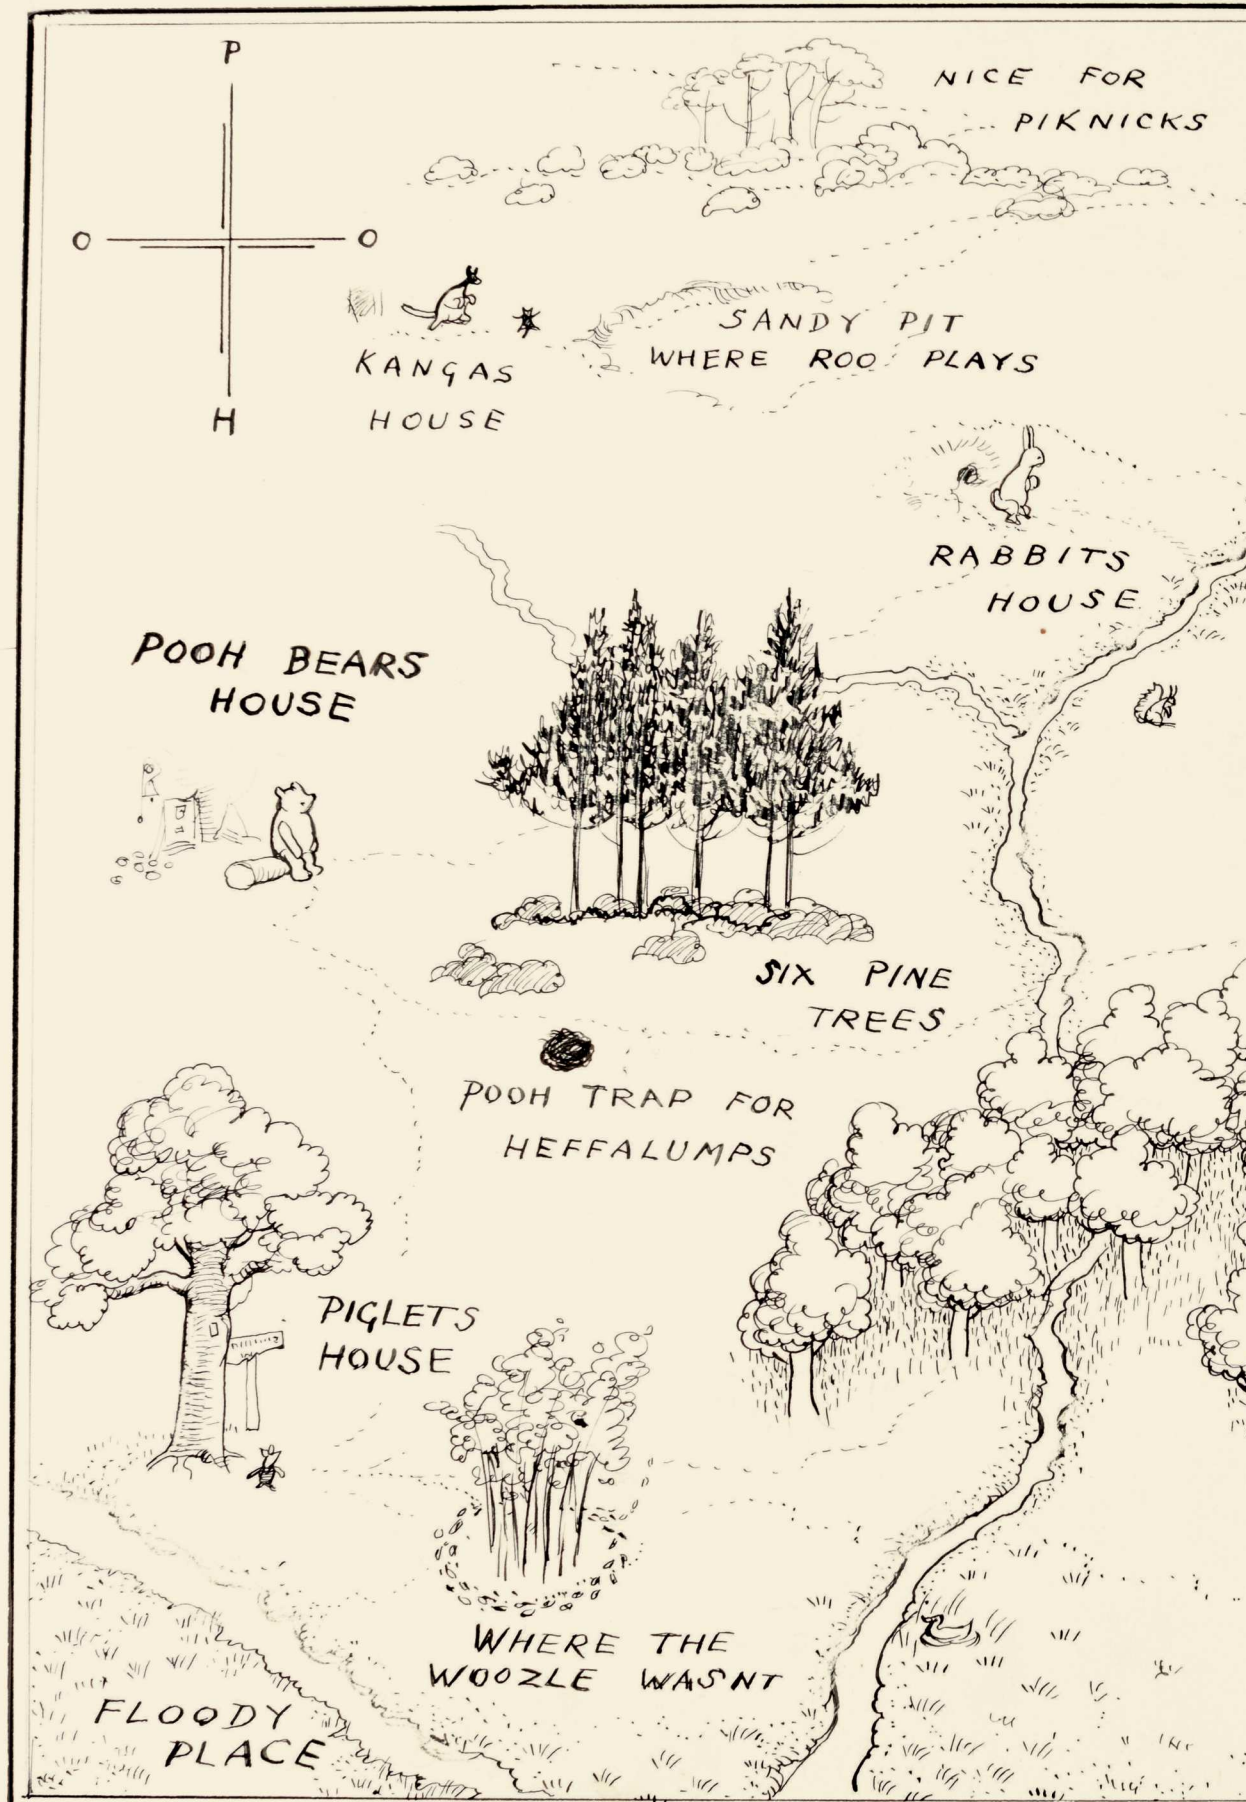 P
NICE FOR
PIKNICKS
O O
H
SANDY PIT
WHERE ROO PLAYS
KANGAS
HOUSE
RABBITS
HOUSE
POOH BEARS
HOUSE
SIX PINE
TREES
POOH TRAP FOR
HEFFALUMPS
PIGLETS
HOUSE
WHERE THE
WOOZLE WASNT
FLOODY
PLACE